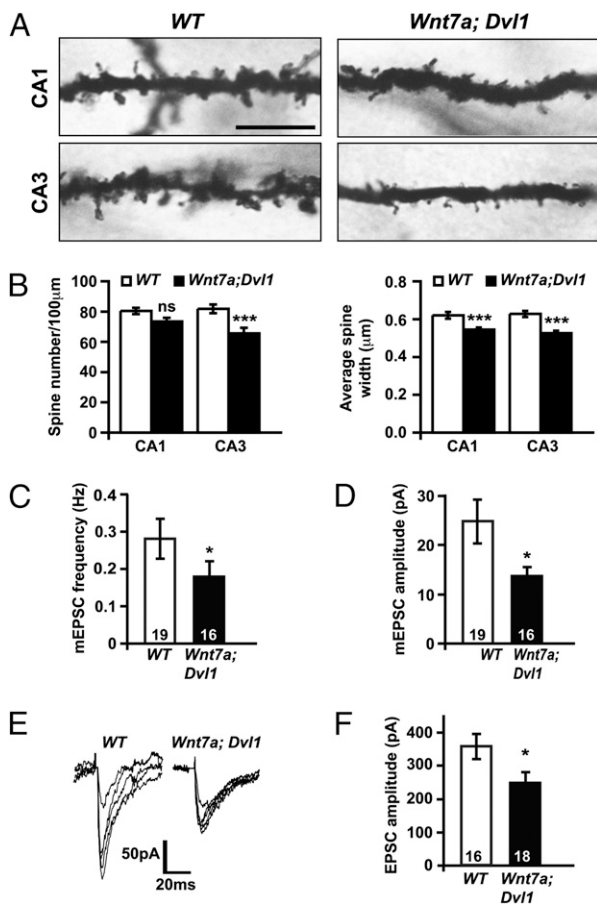 A
WT
Wnt7a; Dvl1
CA1
CA3
B
WT Wnt7a;Dvl1
Spine number/100µm
100
80
60
40
20
0
ns
***
CA1 CA3
WT Wnt7a;Dvl1
Average spine
width (µm)
0.8
0.6
0.4
0.2
0.0
***
***
CA1 CA3
C
mEPSC frequency (Hz)
0.4
0.3
0.2
0.1
0
*
19 16
WT Wnt7a;
Dvl1
D
mEPSC amplitude (pA)
30
20
10
0
*
19 16
WT Wnt7a;
Dvl1
E
WT Wnt7a; Dvl1
50pA
20ms
F
EPSC amplitude (pA)
400
300
200
100
0
*
16 18
WT Wnt7a;
Dvl1